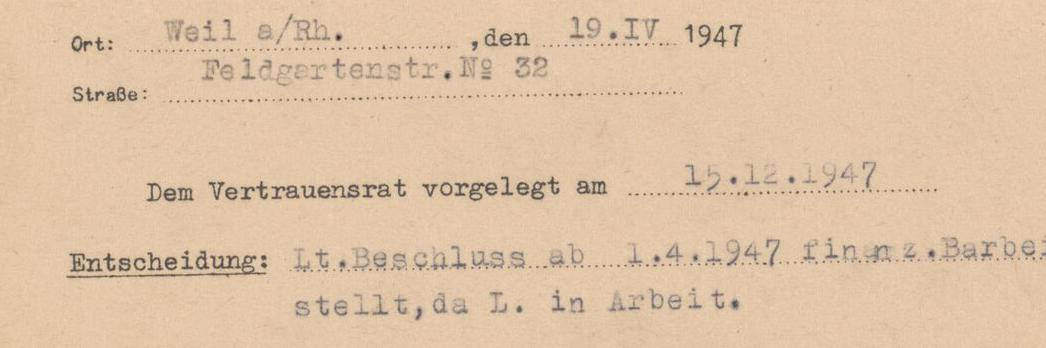 Ort: Weil a/Rh. , den 19.IV 1947
Straße: Feldgartenstr.№ 32
Dem Vertrauensrat vorgelegt am 15.12.1947
Entscheidung: Lt.Beschluss ab 1.4.1947 finanz.Barbei
stellt,da L. in Arbeit.